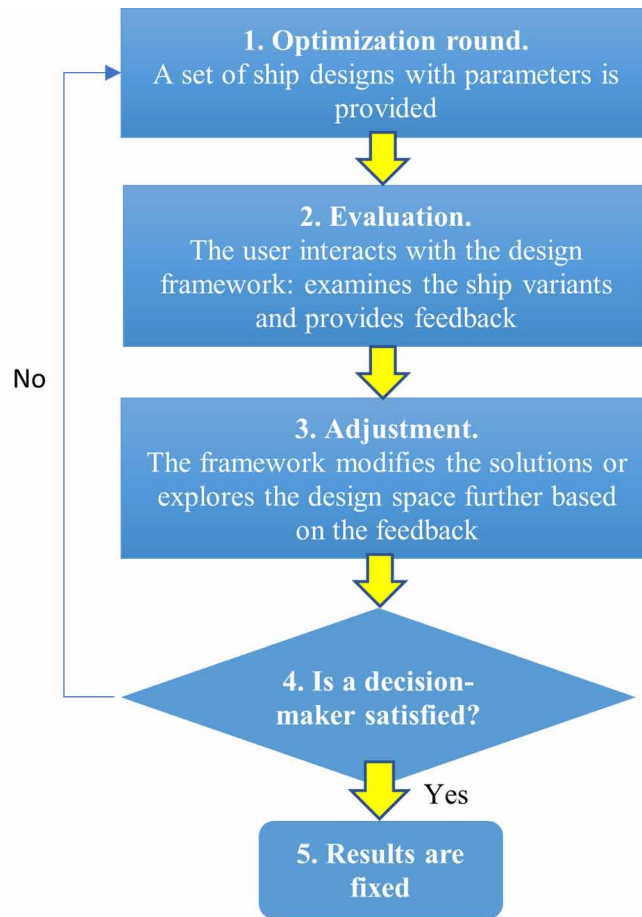 1. Optimization round.
A set of ship designs with parameters is
provided
2. Evaluation.
The user interacts with the design
framework: examines the ship variants
and provides feedback
No
3. Adjustment.
The framework modifies the solutions or
explores the design space further based
on the feedback
4. Is a decision-
maker satisfied?
Yes
5. Results are
fixed